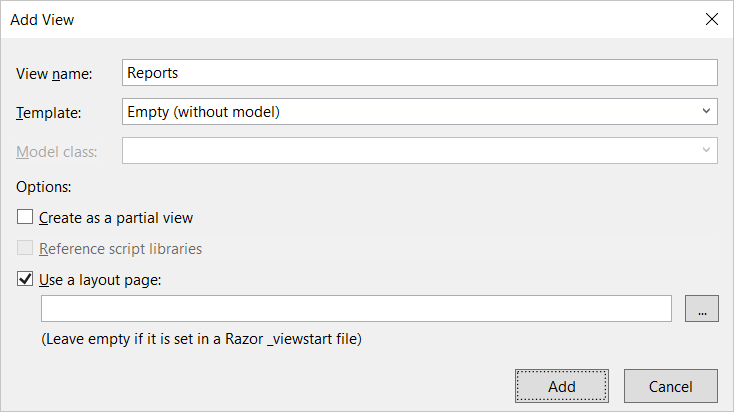 Add View
View name: Reports
Template: Empty (without model)
Model class:
Options:
Create as a partial view
Reference script libraries
Use a layout page:
...
(Leave empty if it is set in a Razor _viewstart file)
Add Cancel